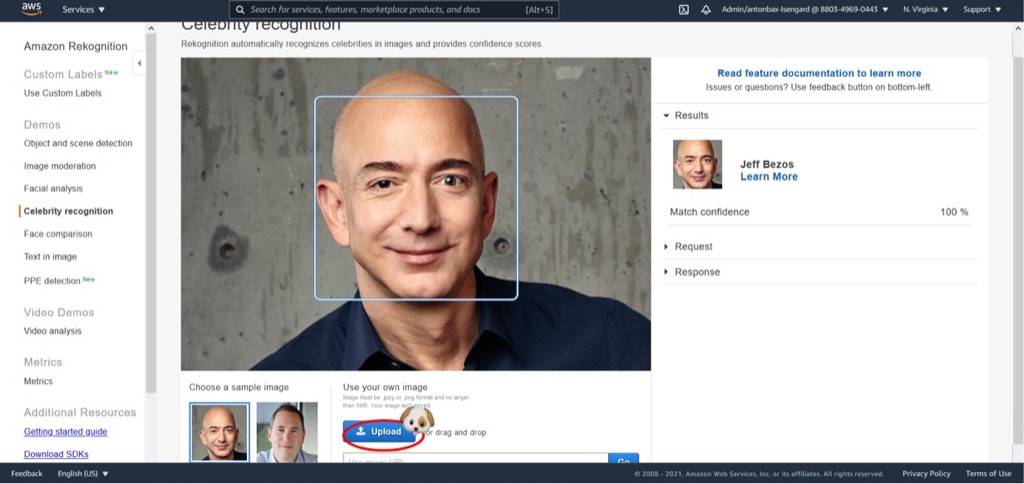 aws
Services ▼
Search for services, features, marketplace products, and docs
[Alt+S]
Admin/antonbax-Isengard @ 8803-4969-0443 ▼
N. Virginia ▼
Support ▼
Amazon Rekognition
Custom Labels New
Use Custom Labels
Demos
Object and scene detection
Image moderation
Facial analysis
Celebrity recognition
Face comparison
Text in image
PPE detection New
Video Demos
Video analysis
Metrics
Metrics
Additional Resources
Getting started guide
Download SDKs
Celebrity recognition
Rekognition automatically recognizes celebrities in images and provides confidence scores.
Choose a sample image
Use your own image
Image must be .jpeg or .png format and no larger
than 5MB. Your image isn't stored.
Upload
or drag and drop
Use image URL
Go
Read feature documentation to learn more
Issues or questions? Use feedback button on bottom-left.
Results
Jeff Bezos
Learn More
Match confidence
100 %
Request
Response
Feedback
English (US) ▼
© 2008 - 2021, Amazon Web Services, Inc. or its affiliates. All rights reserved.
Privacy Policy
Terms of Use